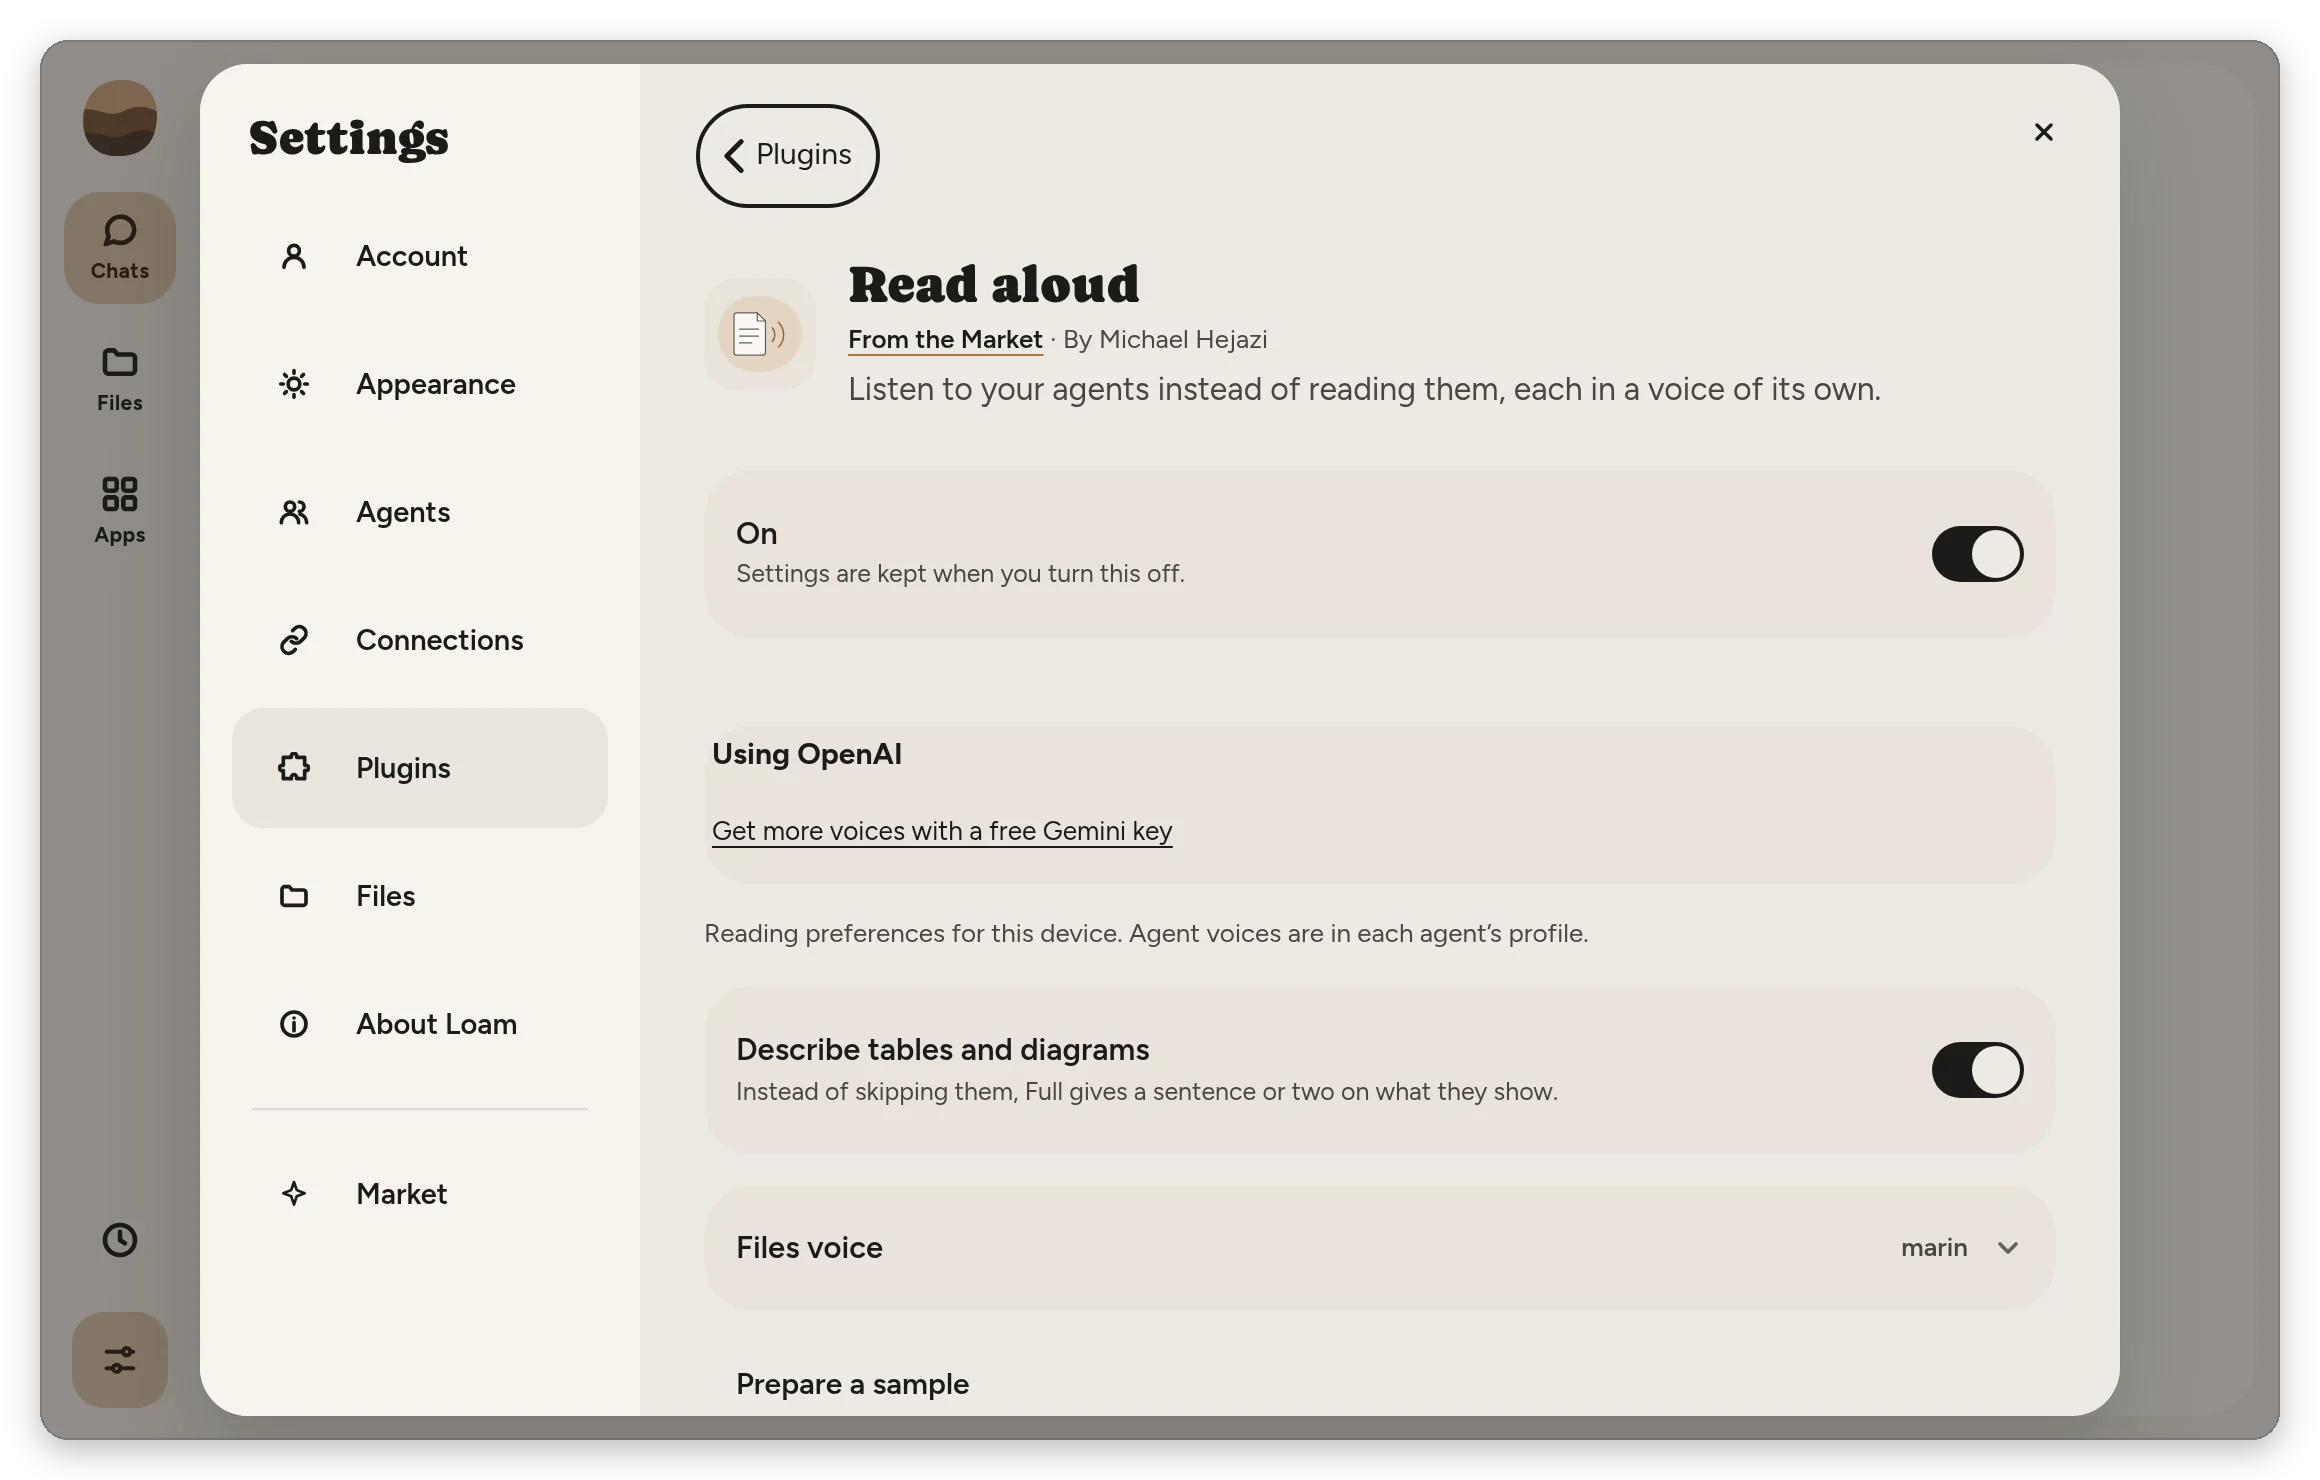 Settings
Chats
Files
Apps
Account
Appearance
Agents
Connections
Plugins
Files
About Loam
Market
Plugins
Read aloud
From the Market · By Michael Hejazi
Listen to your agents instead of reading them, each in a voice of its own.
On
Settings are kept when you turn this off.
Using OpenAI
Get more voices with a free Gemini key
Reading preferences for this device. Agent voices are in each agent’s profile.
Describe tables and diagrams
Instead of skipping them, Full gives a sentence or two on what they show.
Files voice
marin
Prepare a sample